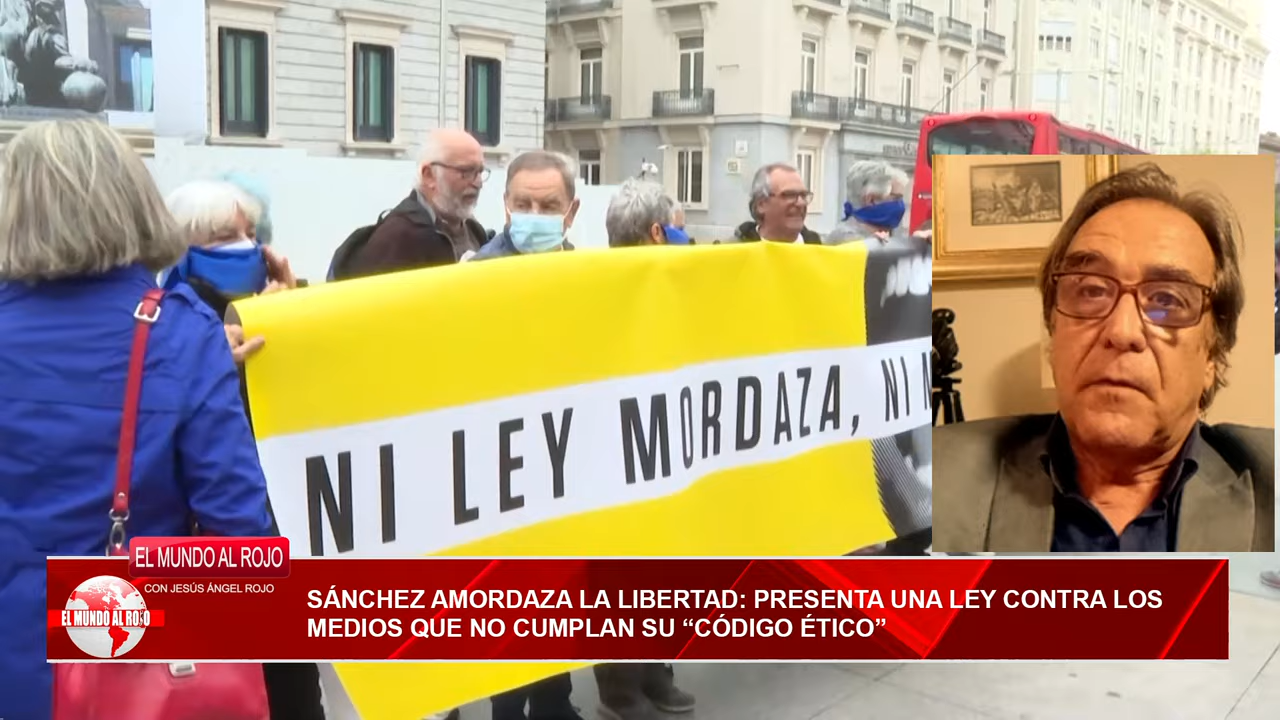 NI LEY MORDAZA, NI
EL MUNDO AL ROJO
CON JESÚS ÁNGEL ROJO
EL MUNDO AL ROJO
SÁNCHEZ AMORDAZA LA LIBERTAD: PRESENTA UNA LEY CONTRA LOS
MEDIOS QUE NO CUMPLAN SU “CÓDIGO ÉTICO”